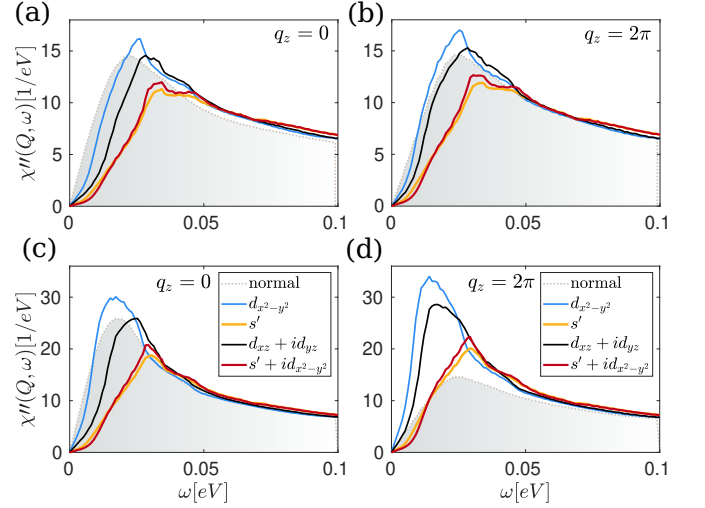 (a)
q_z = 0
χ′′(Q, ω)[1/eV]
15
10
5
0
0
0.05
0.1
(b)
q_z = 2π
15
10
5
0
0
0.05
0.1
(c)
q_z = 0
χ′′(Q, ω)[1/eV]
30
20
10
0
0
0.05
0.1
ω[eV]
normal
d_{x²−y²}
s′
d_{xz} + id_{yz}
s′ + id_{x²−y²}
(d)
q_z = 2π
30
20
10
0
0
0.05
0.1
ω[eV]
normal
d_{x²−y²}
s′
d_{xz} + id_{yz}
s′ + id_{x²−y²}